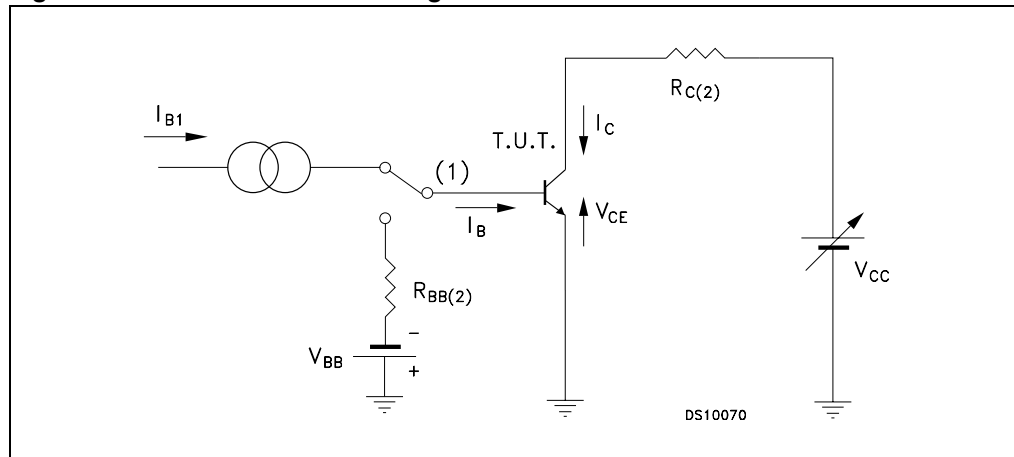 I_B1
T.U.T.
(1)
I_B
I_C
V_CE
R_C(2)
V_CC
R_BB(2)
V_BB
−
+
DS10070